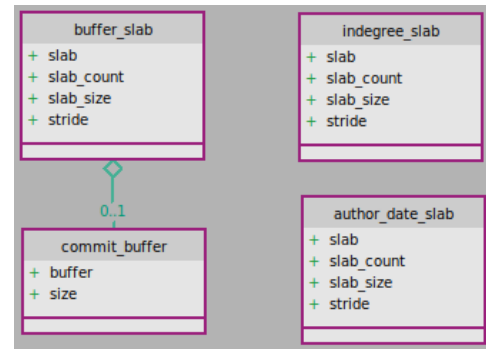 buffer_slab
+ slab
+ slab_count
+ slab_size
+ stride
0..1
commit_buffer
+ buffer
+ size
indegree_slab
+ slab
+ slab_count
+ slab_size
+ stride
author_date_slab
+ slab
+ slab_count
+ slab_size
+ stride